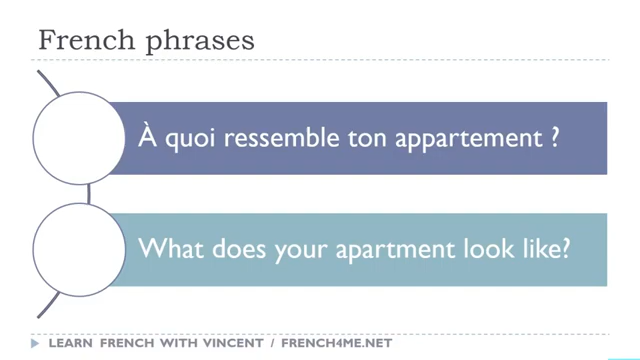 French phrases
À quoi ressemble ton appartement ?
What does your apartment look like?
LEARN FRENCH WITH VINCENT / FRENCH4ME.NET